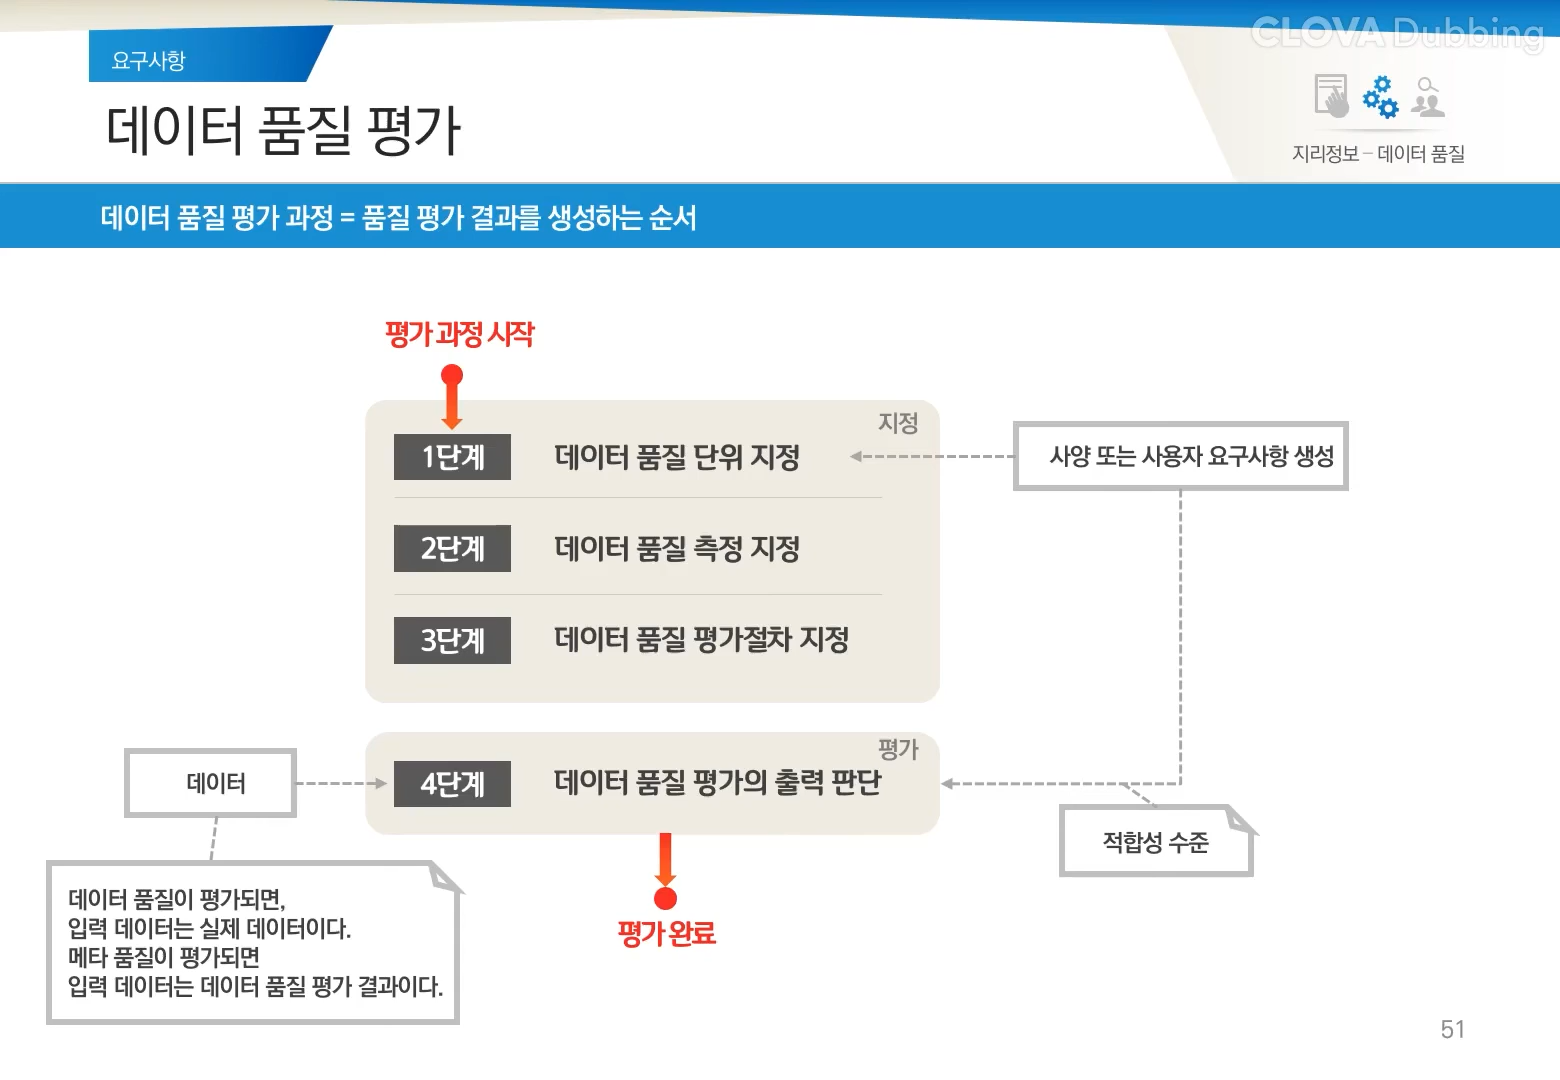 CLOVA Dubbing
요구사항
데이터 품질 평가
지리정보 – 데이터 품질
데이터 품질 평가 과정 = 품질 평가 결과를 생성하는 순서
평가 과정 시작
지정
1단계 데이터 품질 단위 지정
사양 또는 사용자 요구사항 생성
2단계 데이터 품질 측정 지정
3단계 데이터 품질 평가절차 지정
평가
데이터
4단계 데이터 품질 평가의 출력 판단
적합성 수준
데이터 품질이 평가되면,
입력 데이터는 실제 데이터이다.
메타 품질이 평가되면
입력 데이터는 데이터 품질 평가 결과이다.
평가 완료
51